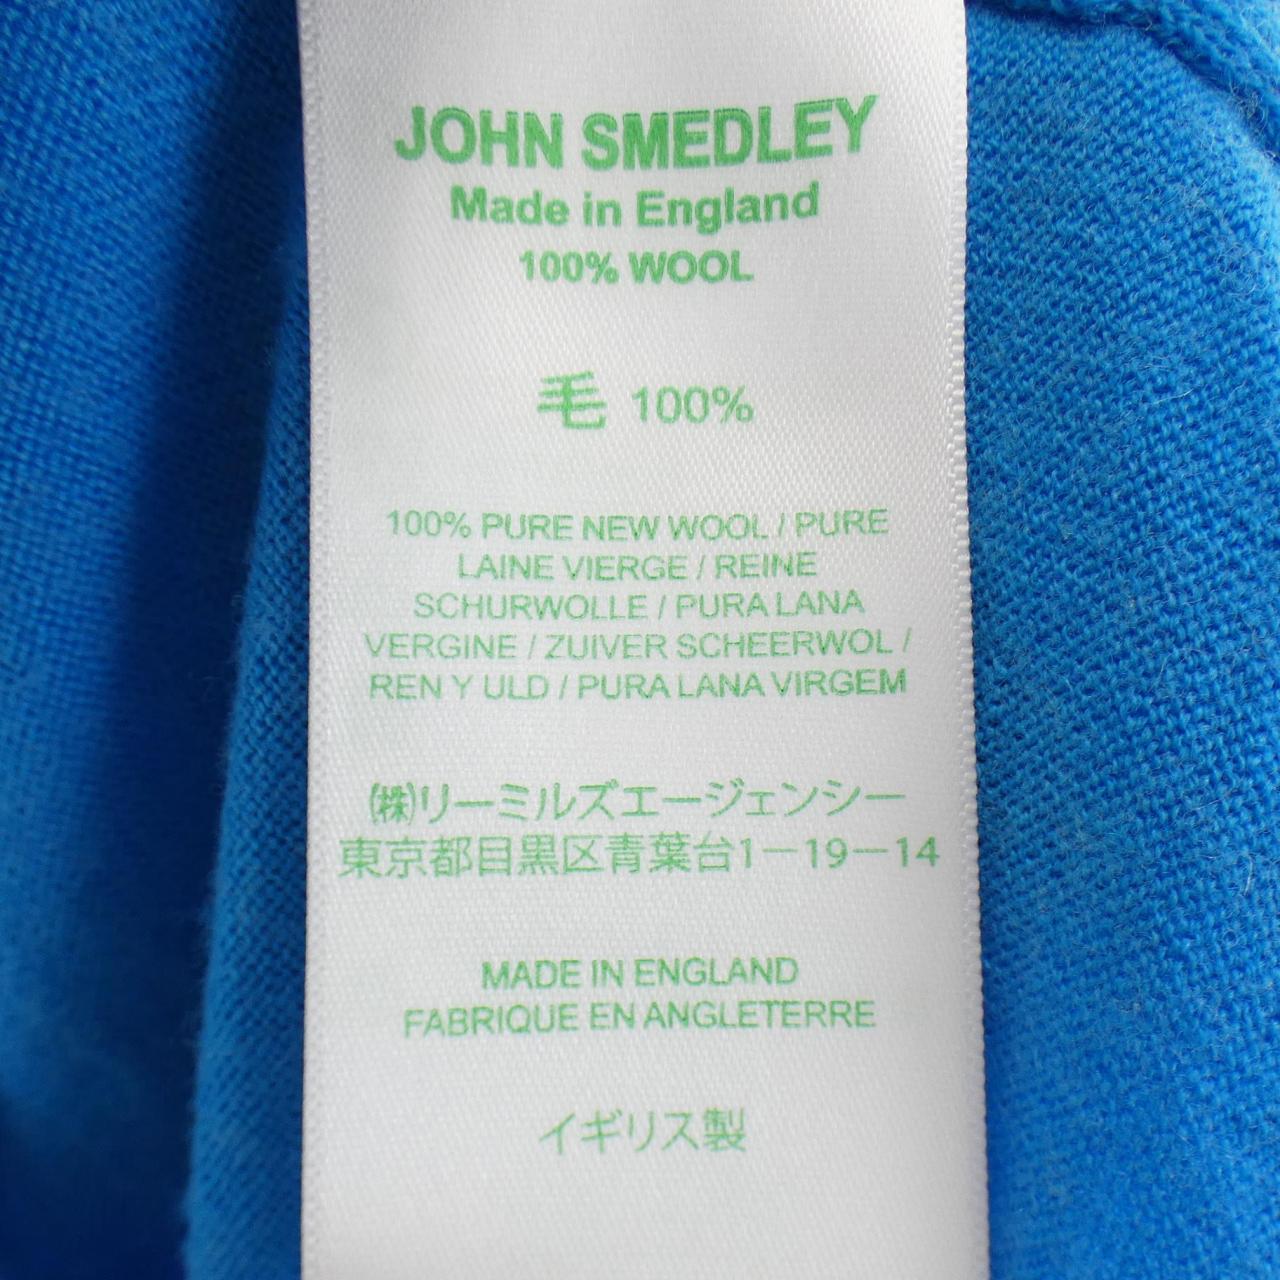 JOHN SMEDLEY
Made in England
100% WOOL
毛 100%
100% PURE NEW WOOL / PURE
LAINE VIERGE / REINE
SCHURWOLLE / PURA LANA
VERGINE / ZUIVER SCHEERWOL /
REN Y ULD / PURA LANA VIRGEM
㈱リーミルズエージェンシー
東京都目黒区青葉台1－19－14
MADE IN ENGLAND
FABRIQUE EN ANGLETERRE
イギリス製